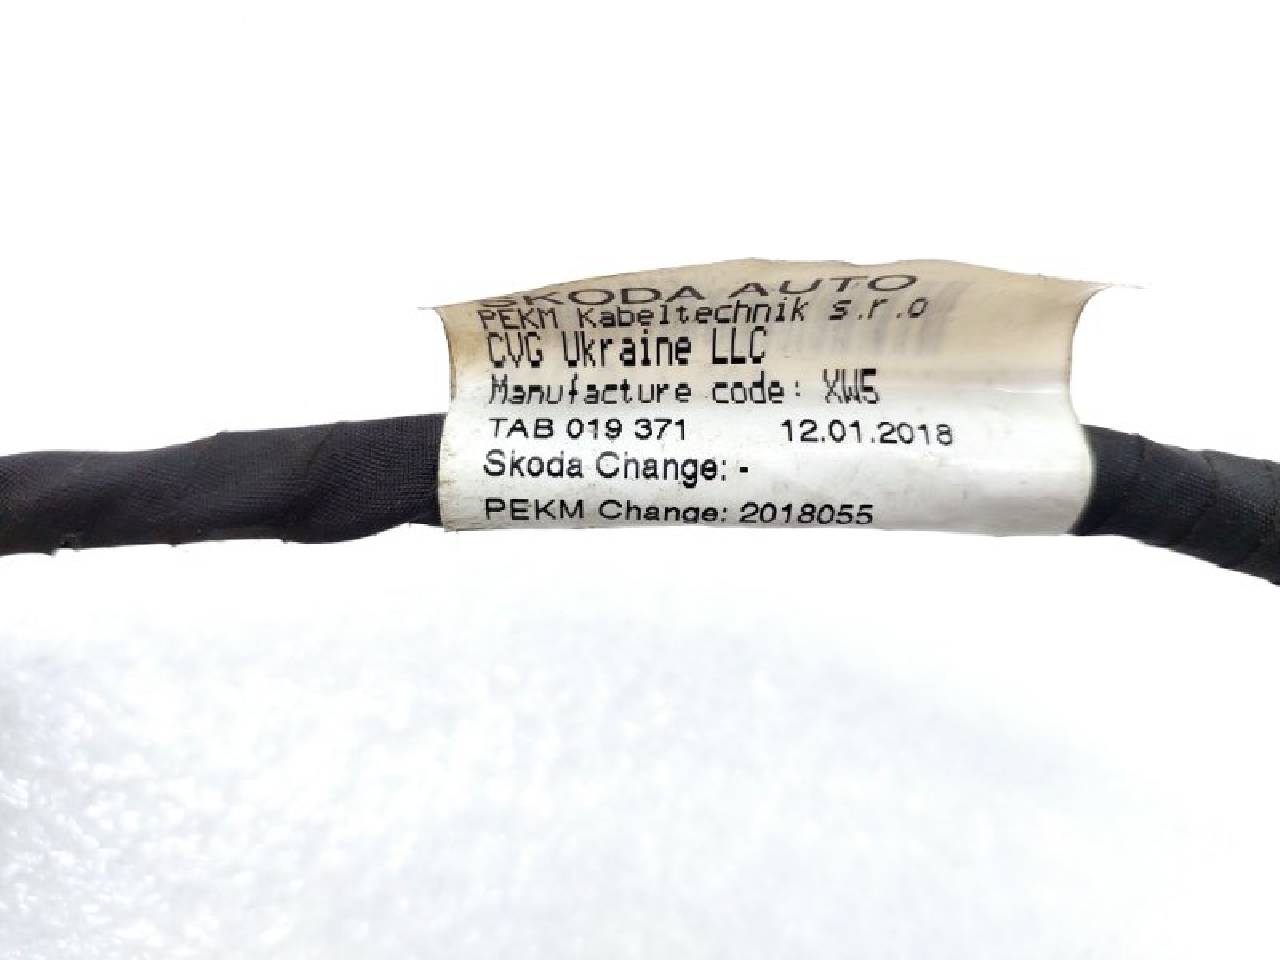 SKODA AUTO
PEKM Kabeltechnik s.r.o
CVG Ukraine LLC
Manufacture code: XW5
TAB 019 371 12.01.2018
Skoda Change: -
PEKM Change: 2018055